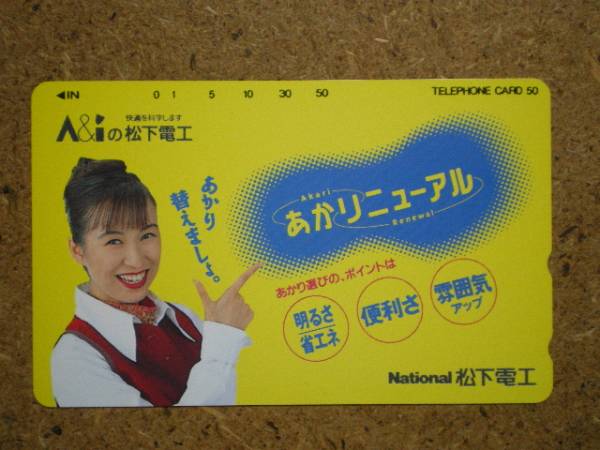 ◀IN 0 1 5 10 30 50 TELEPHONE CARD 50
快適を科学します
A&iの松下電工
あかり
替えましょ。
Akari
あかりニューアル
Renewal
あかり選びの、ポイントは
明るさ
省エネ
便利さ
雰囲気
アップ
National 松下電工